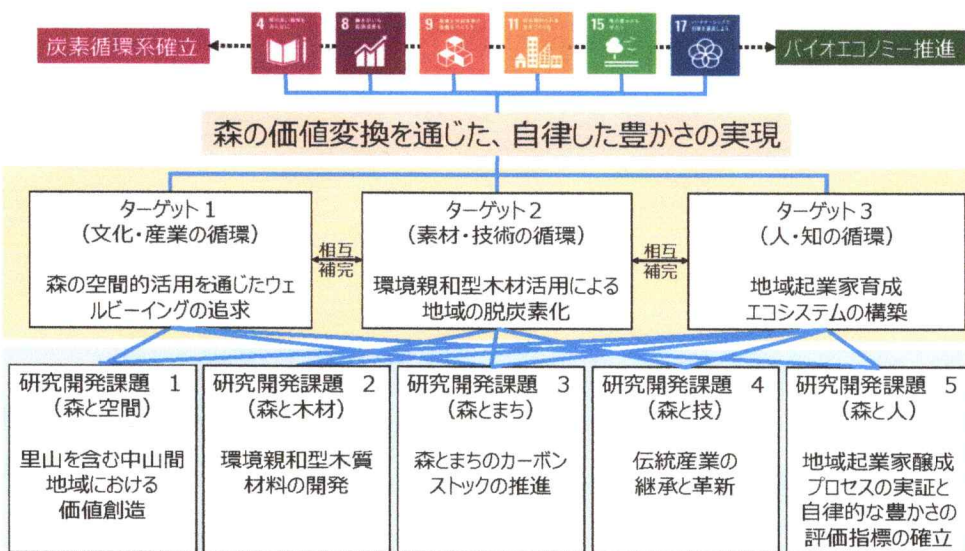 炭素循環系確立
4
8
9
11
15
17
バイオエコノミー推進
森の価値変換を通じた、自律した豊かさの実現
ターゲット1
(文化・産業の循環)
森の空間的活用を通じたウェ
ルビーイングの追求
相互
補完
ターゲット2
(素材・技術の循環)
環境親和型木材活用による
地域の脱炭素化
相互
補完
ターゲット3
(人・知の循環)
地域起業家育成
エコシステムの構築
研究開発課題 1
(森と空間)
里山を含む中山間
地域における
価値創造
研究開発課題 2
(森と木材)
環境親和型木質
材料の開発
研究開発課題 3
(森とまち)
森とまちのカーボン
ストックの推進
研究開発課題 4
(森と技)
伝統産業の
継承と革新
研究開発課題 5
(森と人)
地域起業家醸成
プロセスの実証と
自律的な豊かさの
評価指標の確立